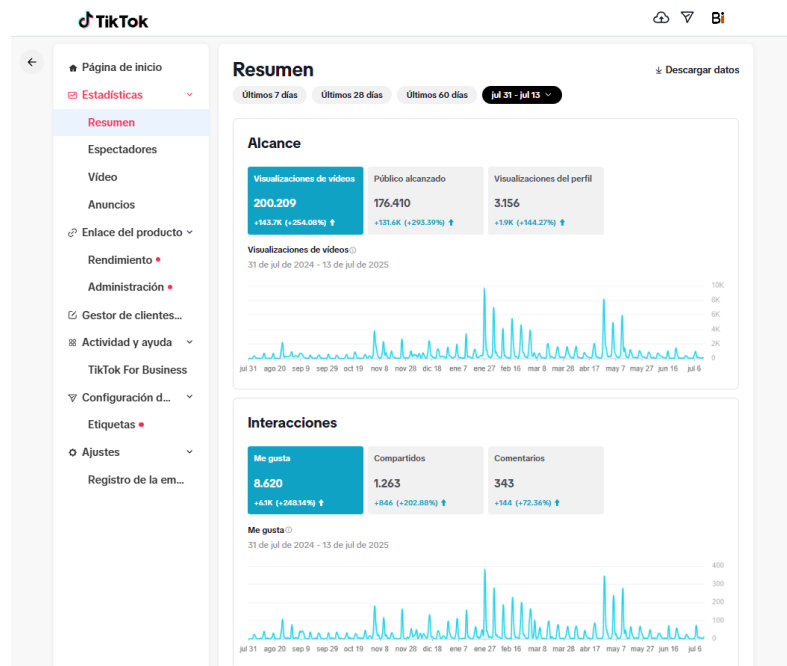 TikTok
Bi
Página de inicio
Estadísticas
Resumen
Espectadores
Vídeo
Anuncios
Enlace del producto
Rendimiento
Administración
Gestor de clientes...
Actividad y ayuda
TikTok For Business
Configuración d...
Etiquetas
Ajustes
Registro de la em...
Resumen
Descargar datos
Últimos 7 días Últimos 28 días Últimos 60 días jul 31 - jul 13
Alcance
Visualizaciones de vídeos Público alcanzado Visualizaciones del perfil
200.209 176.410 3.156
+143.7K (+254.08%) +131.6K (+293.39%) +1.9K (+144.27%)
Visualizaciones de vídeos
31 de jul de 2024 - 13 de jul de 2025
10K
8K
6K
4K
2K
0
jul 31 ago 20 sep 9 sep 29 oct 19 nov 8 nov 28 dic 18 ene 7 ene 27 feb 16 mar 8 mar 28 abr 17 may 7 may 27 jun 16 jul 6
Interacciones
Me gusta Compartidos Comentarios
8.620 1.263 343
+6.1K (+248.14%) +846 (+202.88%) +144 (+72.36%)
Me gusta
31 de jul de 2024 - 13 de jul de 2025
400
300
200
100
0
jul 31 ago 20 sep 9 sep 29 oct 19 nov 8 nov 28 dic 18 ene 7 ene 27 feb 16 mar 8 mar 28 abr 17 may 7 may 27 jun 16 jul 6